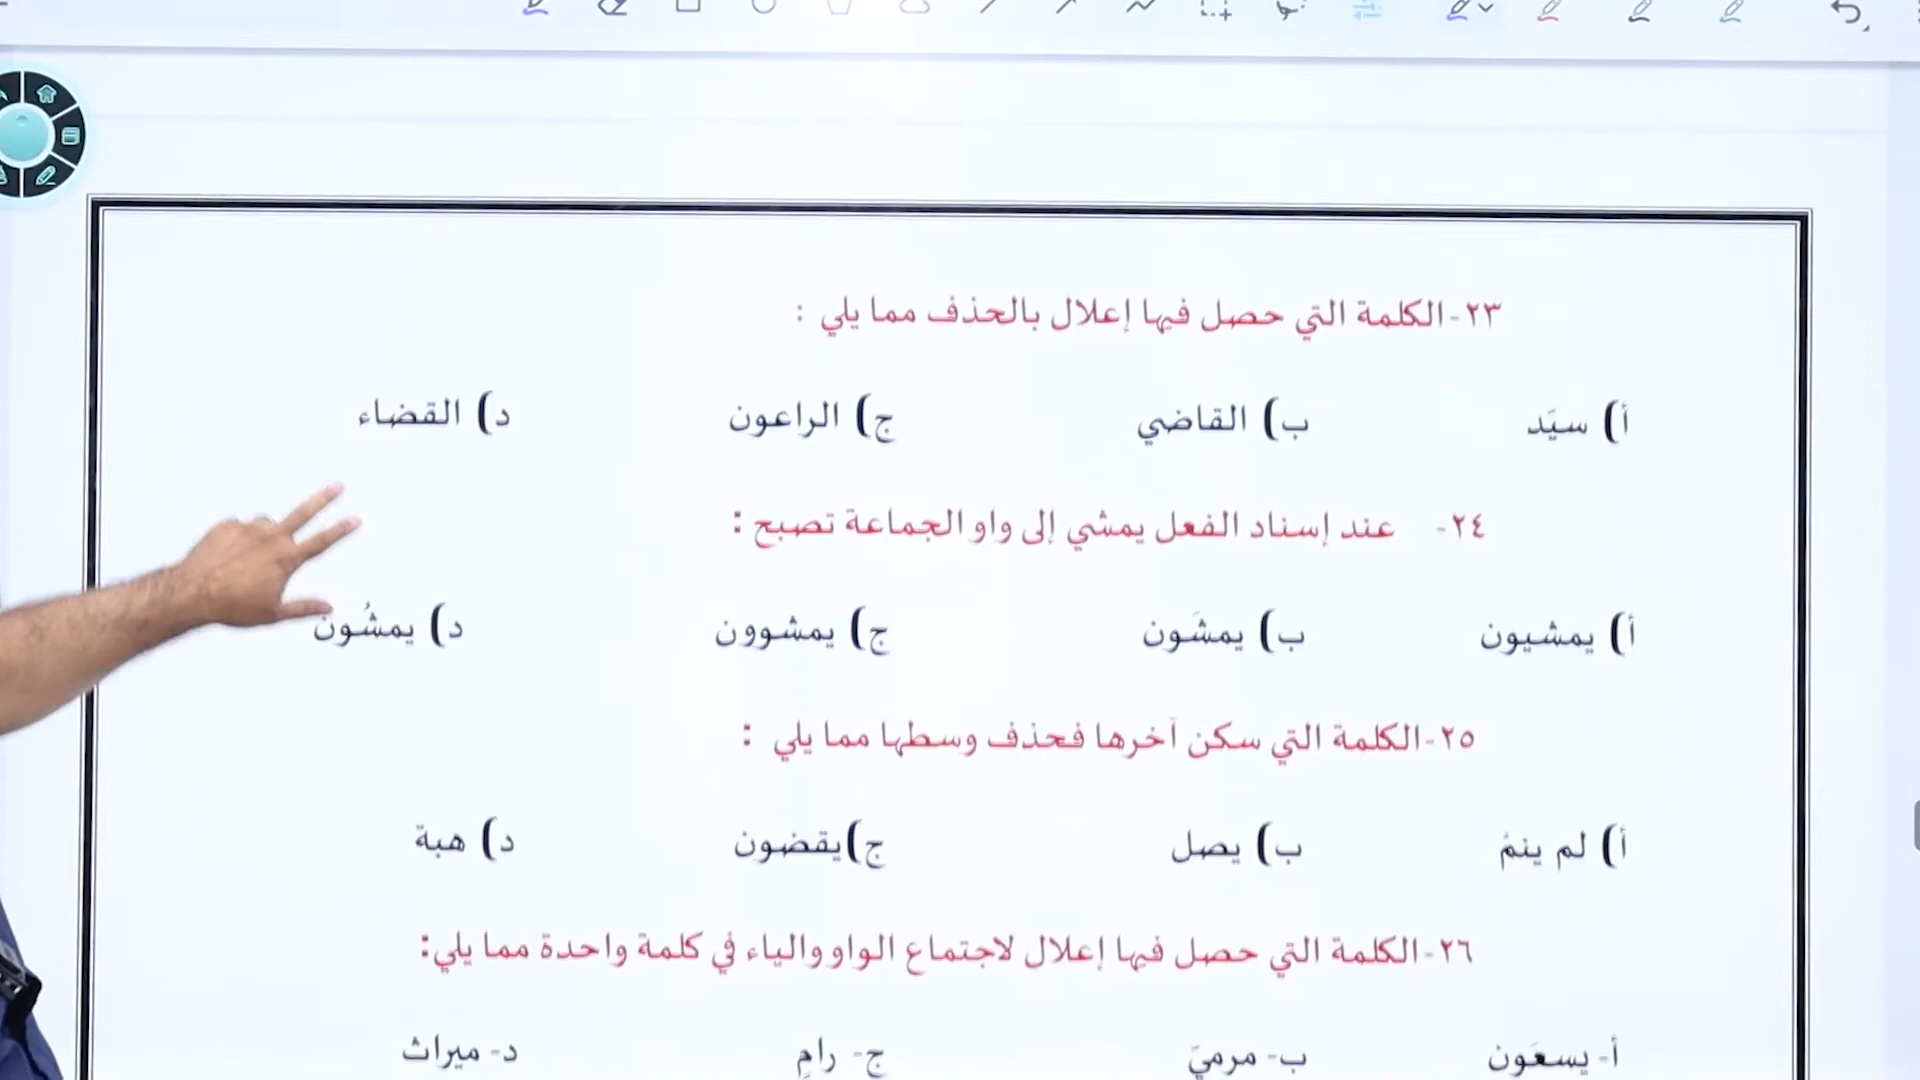 ٢٣-الكلمة التي حصل فيها إعلال بالحذف مما يلي :
أ) سيّد ب) القاضي ج) الراعون د) القضاء
٢٤- عند إسناد الفعل يمشي إلى واو الجماعة تصبح :
أ) يمشيون ب) يمشَون ج) يمشوون د) يمشُون
٢٥-الكلمة التي سكن آخرها فحذف وسطها مما يلي :
أ) لم ينمْ ب) يصل ج)يقضون د) هبة
٢٦-الكلمة التي حصل فيها إعلال لاجتماع الواو والياء في كلمة واحدة مما يلي:
أ- يسعَون ب- مرميّ ج- رامٍ د- ميراث